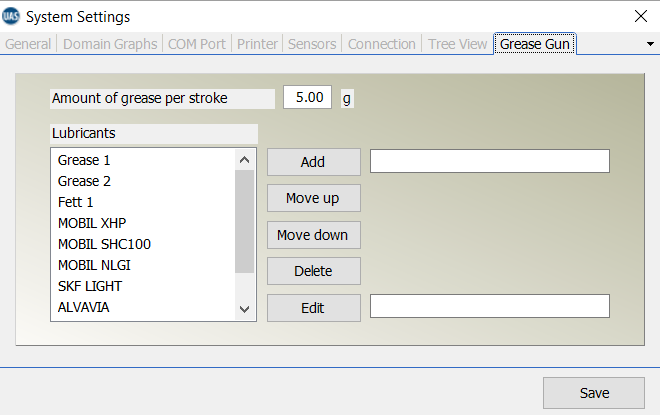 UAS System Settings
General Domain Graphs COM Port Printer Sensors Connection Tree View Grease Gun
Amount of grease per stroke 5.00 g
Lubricants
Grease 1
Grease 2
Fett 1
MOBIL XHP
MOBIL SHC100
MOBIL NLGI
SKF LIGHT
ALVAVIA
Add
Move up
Move down
Delete
Edit
Save